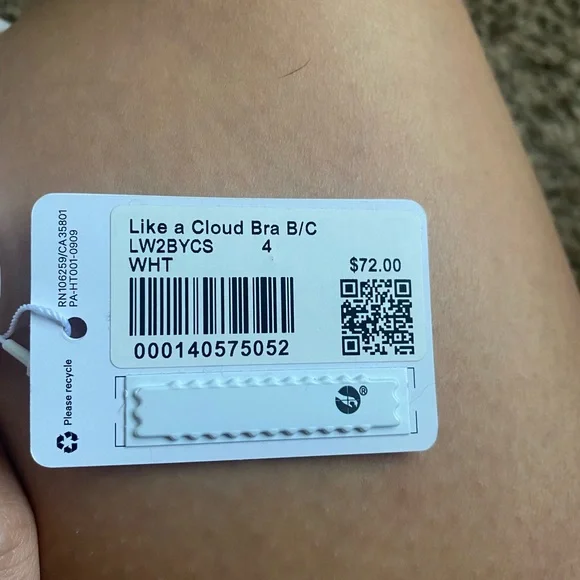 RN106259/CA35801
PA-HT001-0909
Like a Cloud Bra B/C
LW2BYCS 4
WHT $72.00
000140575052
Please recycle
®